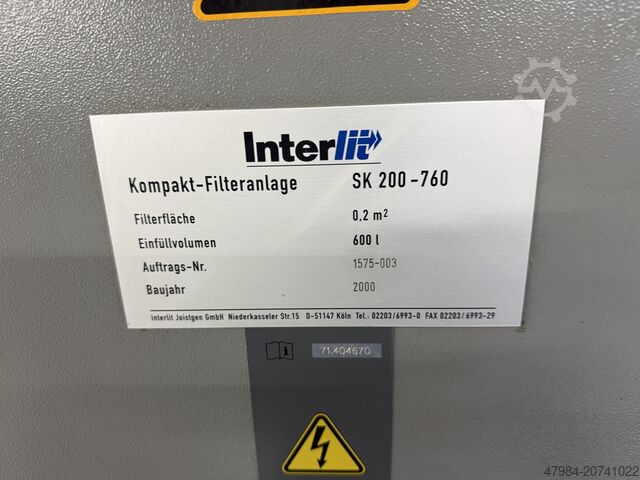 Interlit
Kompakt-Filteranlage SK 200-760
Filterfläche 0,2 m²
Einfüllvolumen 600 l
Auftrags-Nr. 1575-003
Baujahr 2000
Interlit Joistgen GmbH Niederkasseler Str.15 D-51147 Köln Tel.: 02203/6993-0 FAX 02203/6993-29
71.404670
47984-20741022